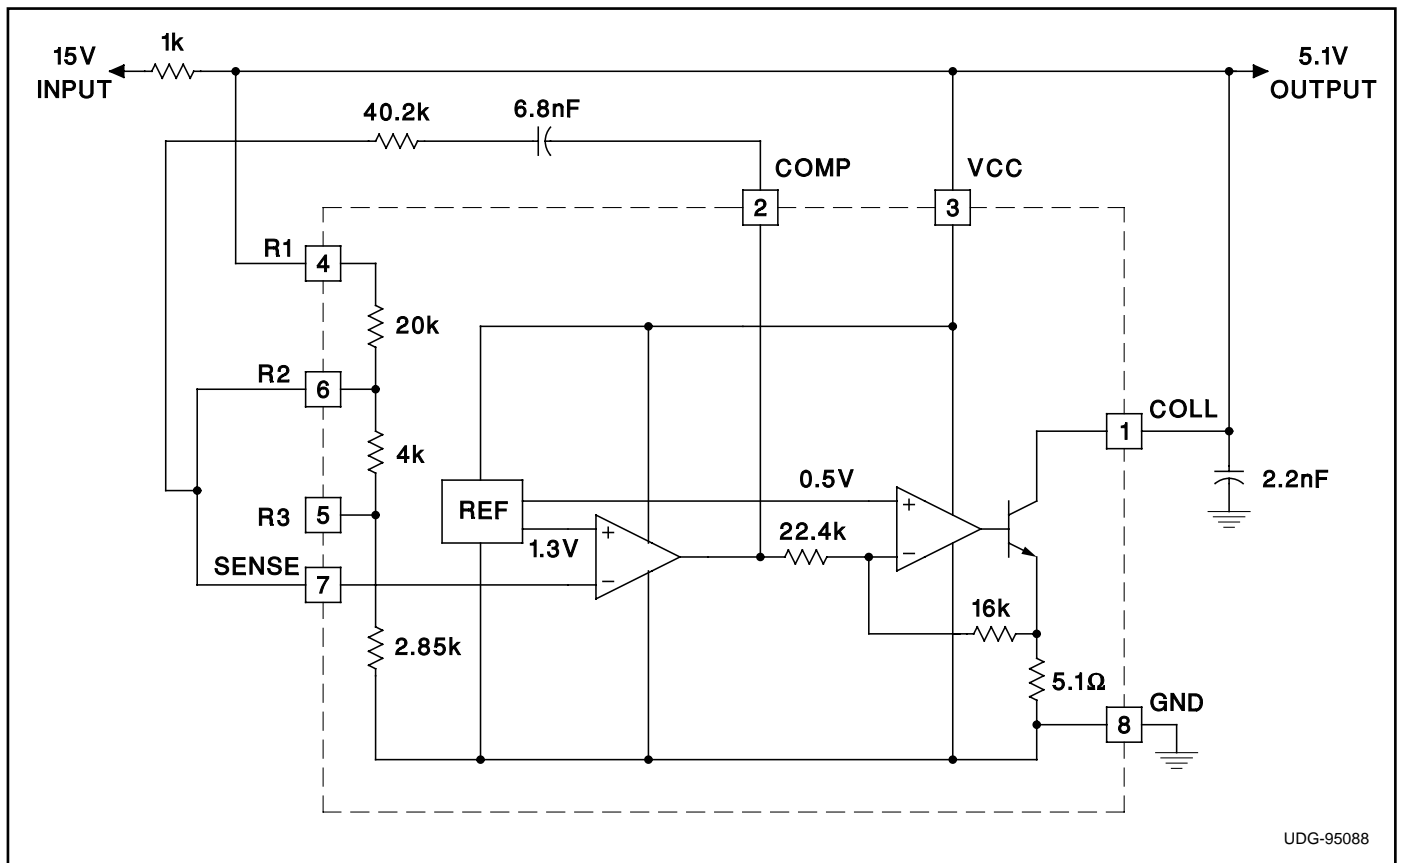 1k
15V
INPUT
5.1V
OUTPUT
40.2k
6.8nF
COMP
VCC
2
3
R1
4
20k
R2
6
COLL
1
4k
2.2nF
0.5V
R3
5
REF
22.4k
+
+
1.3V
−
−
SENSE
7
16k
2.85k
5.1Ω
GND
8
UDG-95088